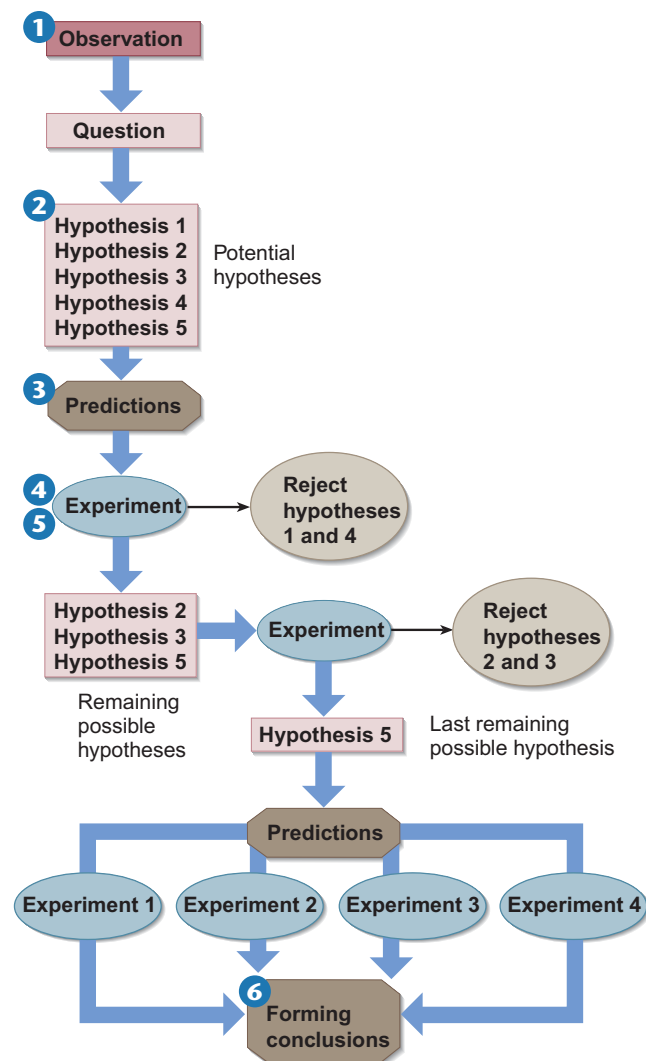 1
Observation
Question
2
Hypothesis 1
Hypothesis 2
Hypothesis 3
Hypothesis 4
Hypothesis 5
Potential
hypotheses
3
Predictions
4
5
Experiment
Reject
hypotheses
1 and 4
Hypothesis 2
Hypothesis 3
Hypothesis 5
Remaining
possible
hypotheses
Experiment
Reject
hypotheses
2 and 3
Hypothesis 5
Last remaining
possible hypothesis
Predictions
Experiment 1
Experiment 2
Experiment 3
Experiment 4
6
Forming
conclusions